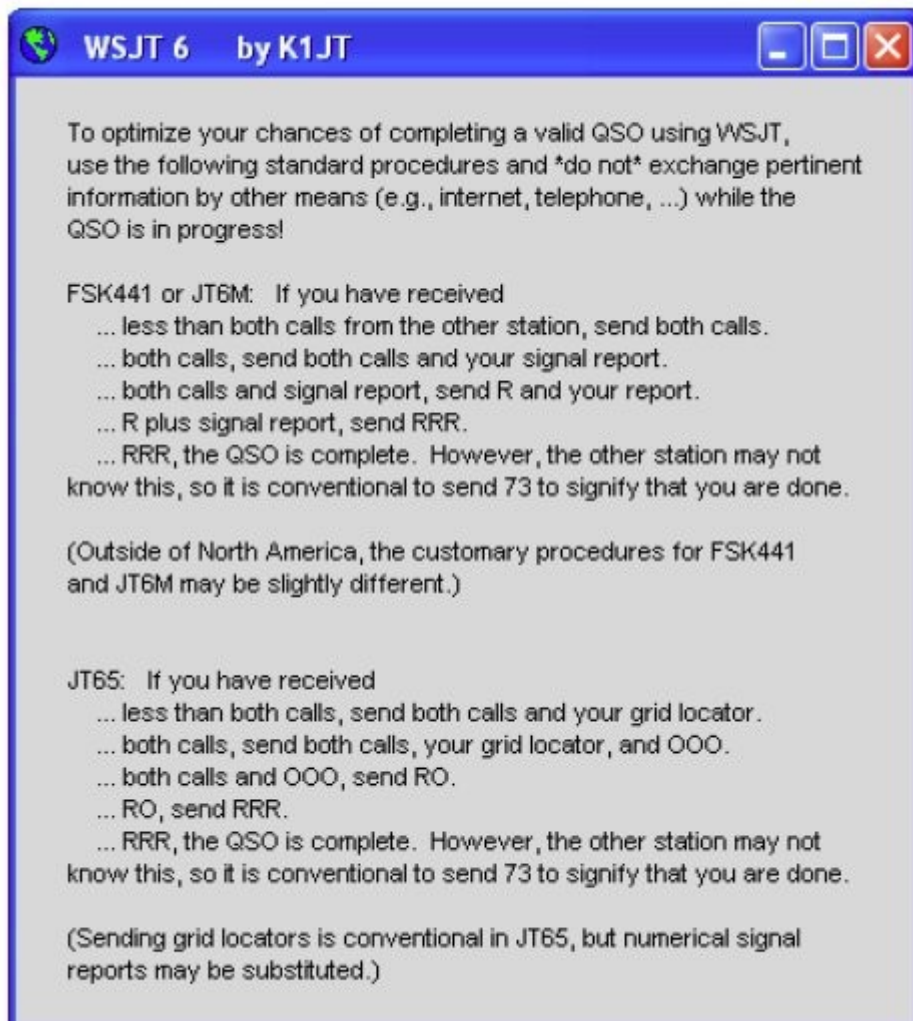 WSJT 6 by K1JT
To optimize your chances of completing a valid QSO using WSJT,
use the following standard procedures and *do not* exchange pertinent
information by other means (e.g., internet, telephone, ...) while the
QSO is in progress!
FSK441 or JT6M: If you have received
... less than both calls from the other station, send both calls.
... both calls, send both calls and your signal report.
... both calls and signal report, send R and your report.
... R plus signal report, send RRR.
... RRR, the QSO is complete. However, the other station may not
know this, so it is conventional to send 73 to signify that you are done.
(Outside of North America, the customary procedures for FSK441
and JT6M may be slightly different.)
JT65: If you have received
... less than both calls, send both calls and your grid locator.
... both calls, send both calls, your grid locator, and OOO.
... both calls and OOO, send RO.
... RO, send RRR.
... RRR, the QSO is complete. However, the other station may not
know this, so it is conventional to send 73 to signify that you are done.
(Sending grid locators is conventional in JT65, but numerical signal
reports may be substituted.)